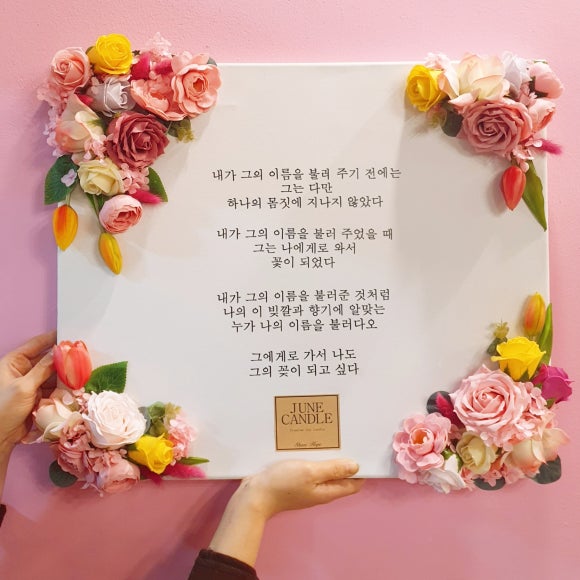 내가 그의 이름을 불러 주기 전에는
그는 다만
하나의 몸짓에 지나지 않았다
내가 그의 이름을 불러 주었을 때
그는 나에게로 와서
꽃이 되었다
내가 그의 이름을 불러준 것처럼
나의 이 빛깔과 향기에 알맞는
누가 나의 이름을 불러다오
그에게로 가서 나도
그의 꽃이 되고 싶다
JUNE
CANDLE